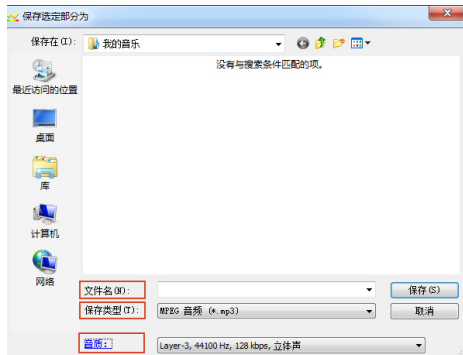 保存选定部分为
保存在(I):
我的音乐
没有与搜索条件匹配的项。
最近访问的位置
桌面
库
计算机
网络
文件名(N):
保存(S)
保存类型(T):
MPEG 音频 (*.mp3)
取消
音质:
Layer-3, 44100 Hz, 128 kbps, 立体声